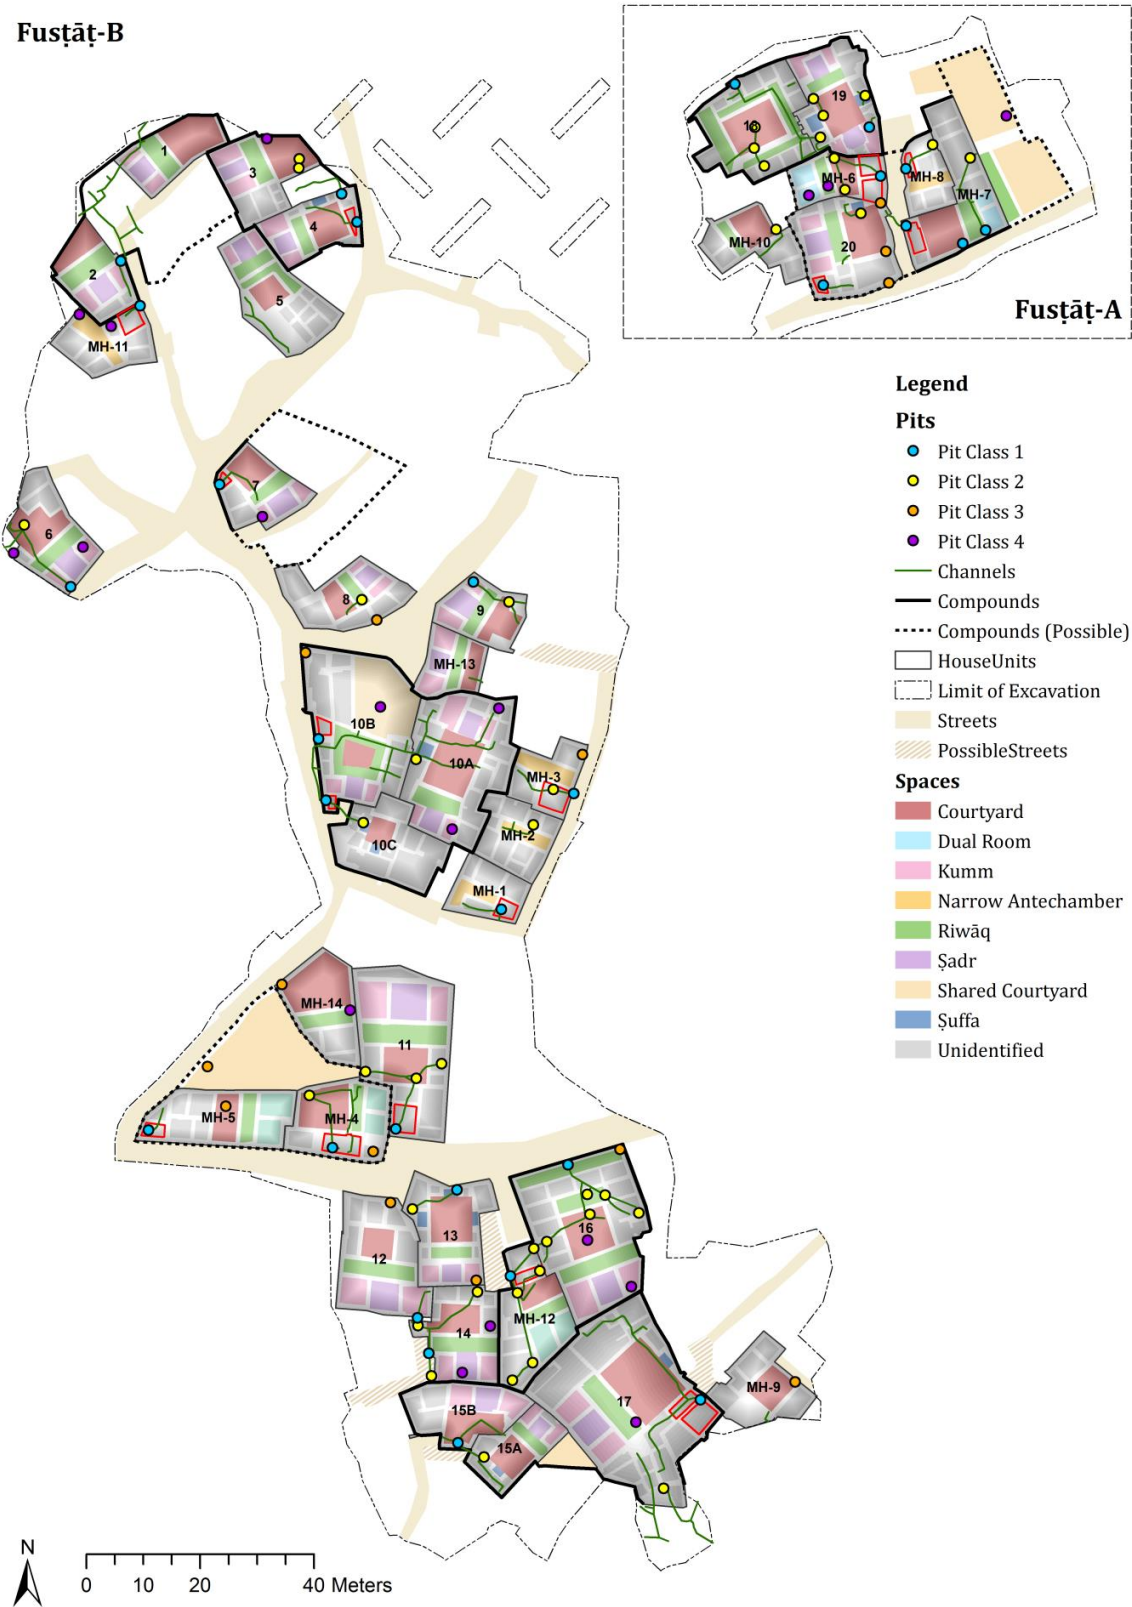 Fusṭāṭ-B
Fusṭāṭ-A
1
3
4
2
5
MH-11
18
19
MH-6
MH-8
MH-7
MH-10
20
7
6
8
9
MH-13
10B
10A
MH-3
MH-2
10C
MH-1
MH-14
11
MH-5
MH-4
12
13
16
14
MH-12
17
MH-9
15B
15A
Legend
Pits
Pit Class 1
Pit Class 2
Pit Class 3
Pit Class 4
Channels
Compounds
Compounds (Possible)
HouseUnits
Limit of Excavation
Streets
PossibleStreets
Spaces
Courtyard
Dual Room
Kumm
Narrow Antechamber
Riwāq
Ṣadr
Shared Courtyard
Ṣuffa
Unidentified
N
0 10 20 40 Meters